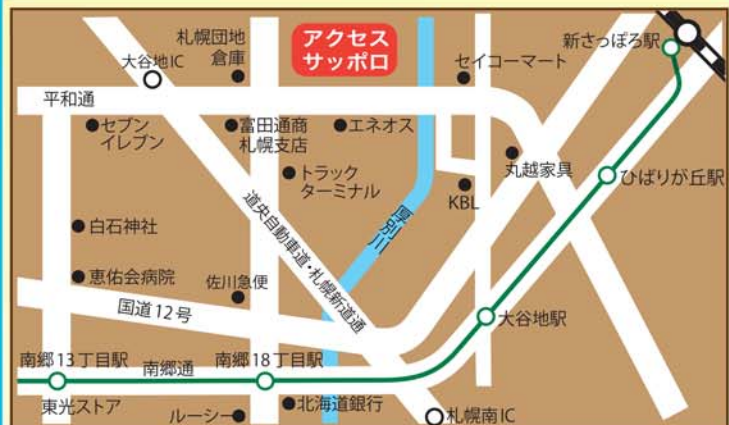 アクセス
サッポロ
新さっぽろ駅
札幌団地
倉庫
大谷地IC
セイコーマート
平和通
セブン
イレブン
富田通商
札幌支店
エネオス
丸越家具
トラック
ターミナル
ひばりが丘駅
KBL
厚別川
白石神社
道央自動車道・札幌新道通
恵佑会病院
佐川急便
国道12号
大谷地駅
南郷13丁目駅
南郷通
南郷18丁目駅
東光ストア
ルーシー
北海道銀行
札幌南IC